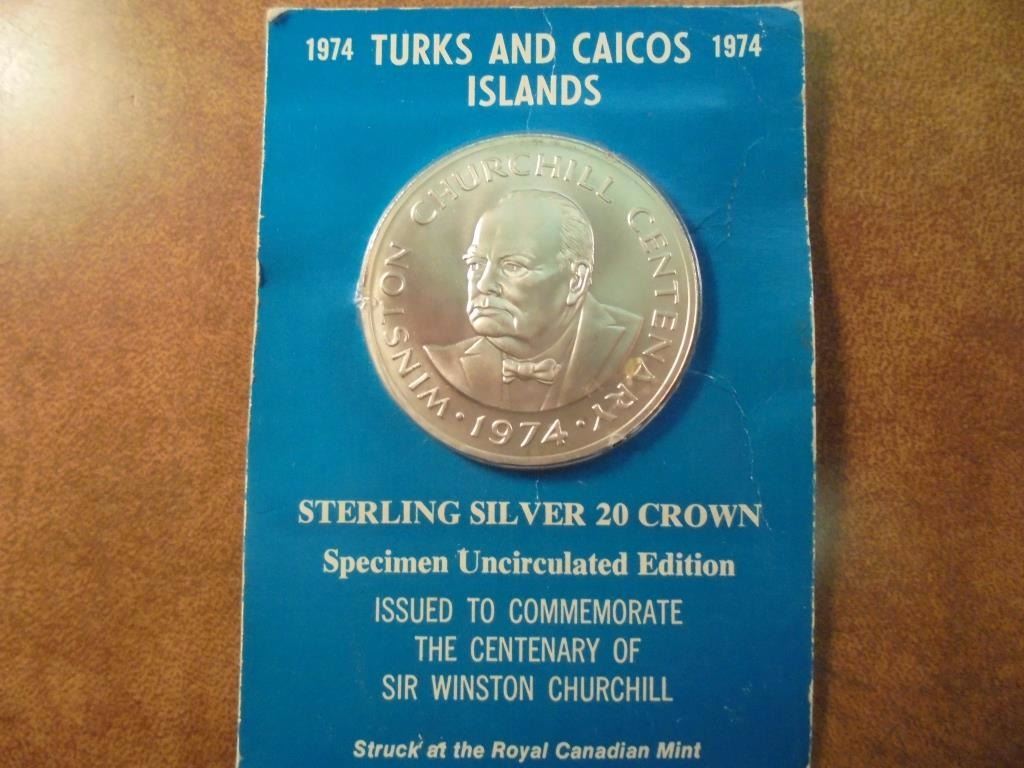 1974 TURKS AND CAICOS 1974
ISLANDS
WINSTON CHURCHILL CENTENARY
· 1974 ·
STERLING SILVER 20 CROWN
Specimen Uncirculated Edition
ISSUED TO COMMEMORATE
THE CENTENARY OF
SIR WINSTON CHURCHILL
Struck at the Royal Canadian Mint